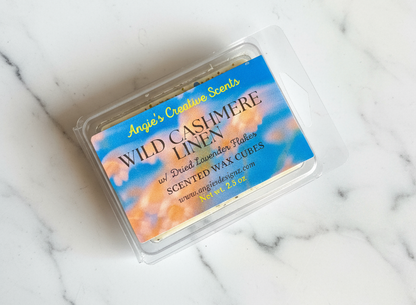 Angie's Creative Scents
WILD CASHMERE
LINEN
w/ Dried Lavender Flakes
SCENTED WAX CUBES
www.angiesdesignz.com
Net wt. 2.5 oz